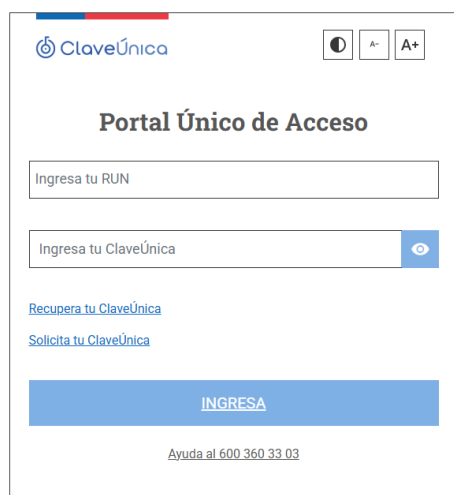 ClaveÚnica
A-
A+
Portal Único de Acceso
Ingresa tu RUN
Ingresa tu ClaveÚnica
Recupera tu ClaveÚnica
Solicita tu ClaveÚnica
INGRESA
Ayuda al 600 360 33 03